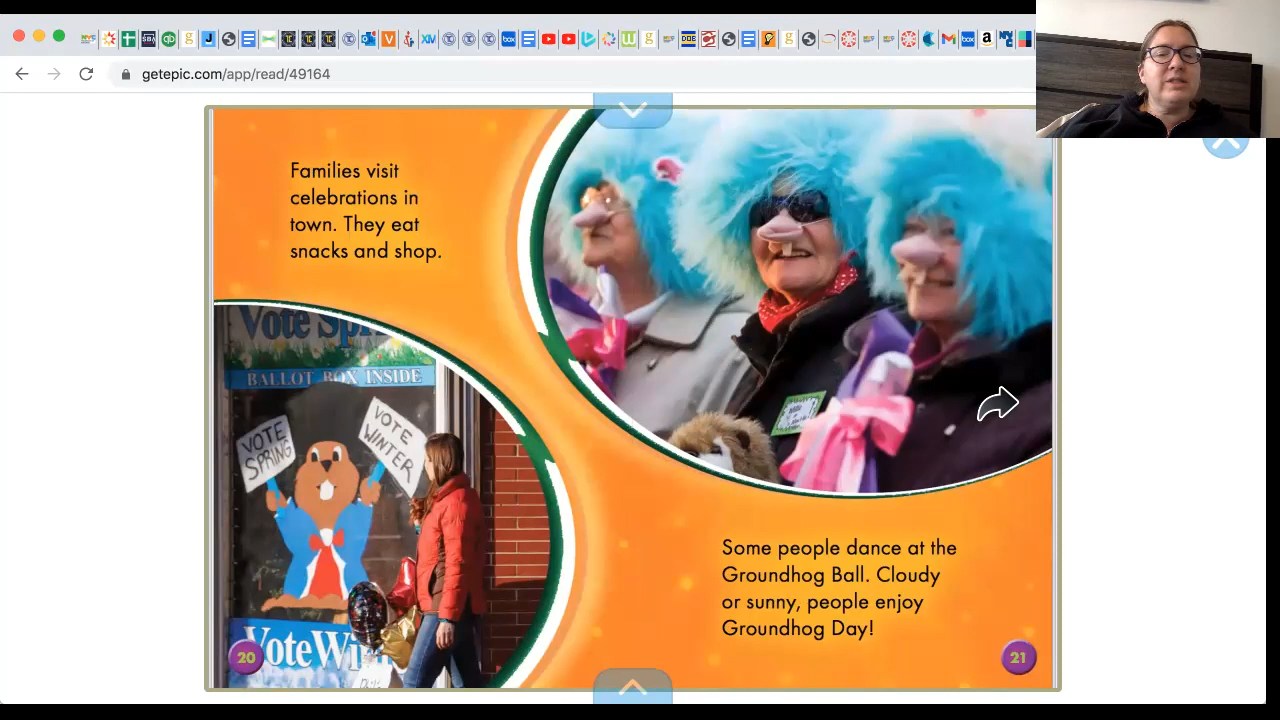 getepic.com/app/read/49164
Families visit
celebrations in
town. They eat
snacks and shop.
Vote Spri
BALLOT BOX INSIDE
VOTE
SPRING
VOTE
WINTER
Vote Wi
20
Some people dance at the
Groundhog Ball. Cloudy
or sunny, people enjoy
Groundhog Day!
21